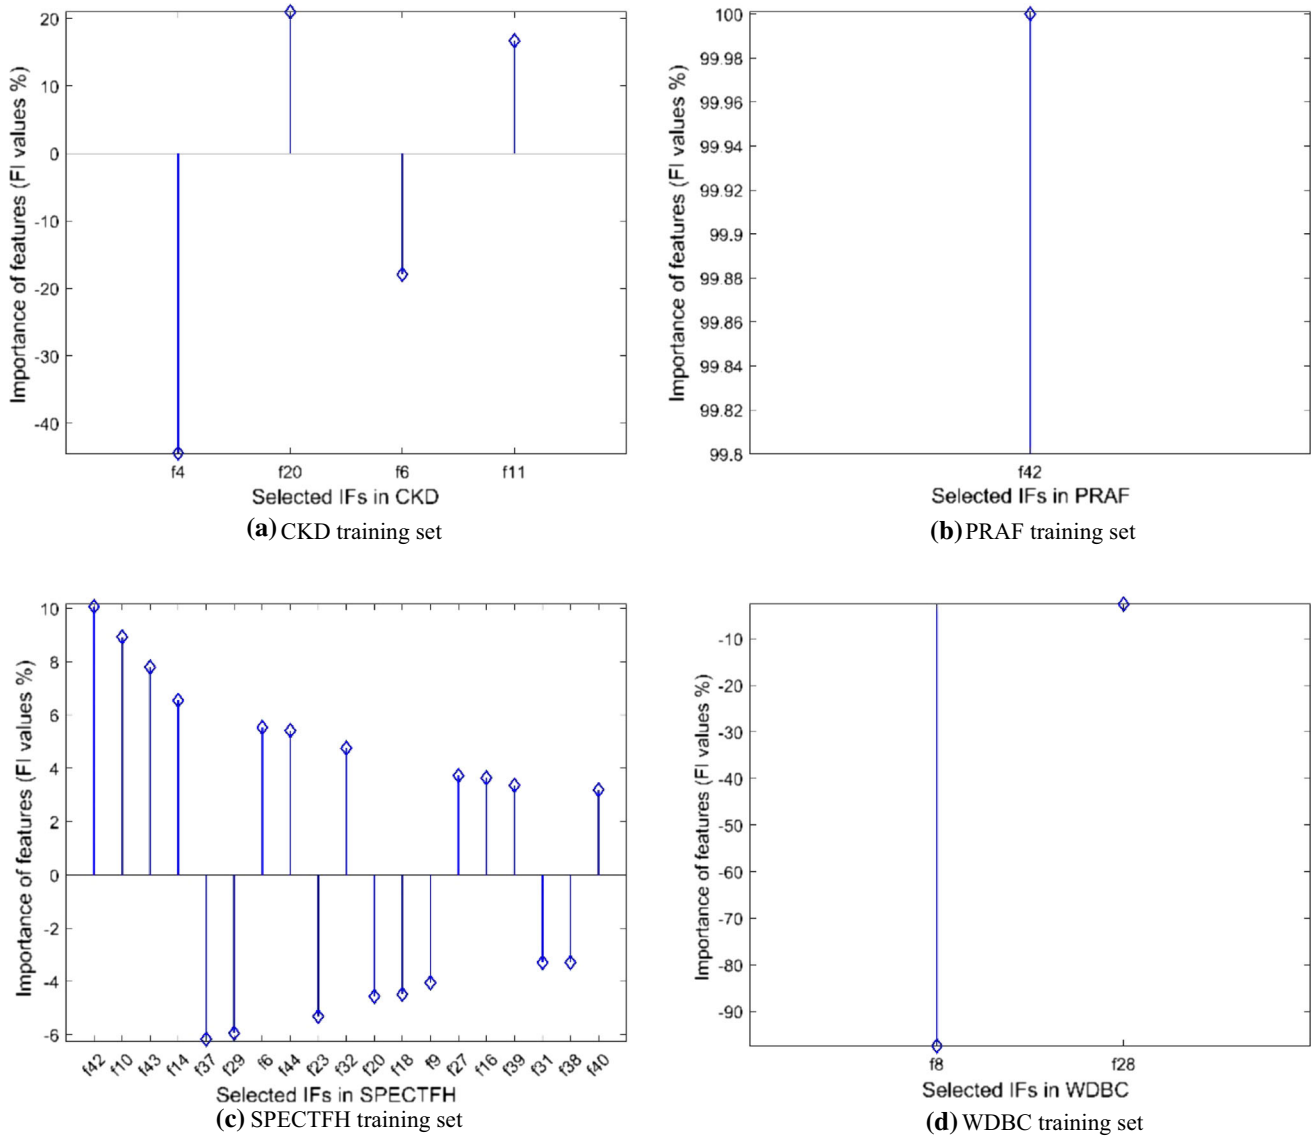 20
10
0
-10
-20
-30
-40
Importance of features (FI values %)
f4 f20 f6 f11
Selected IFs in CKD
(a) CKD training set
100
99.98
99.96
99.94
99.92
99.9
99.88
99.86
99.84
99.82
99.8
Importance of features (FI values %)
f42
Selected IFs in PRAF
(b) PRAF training set
10
8
6
4
2
0
-2
-4
-6
Importance of features (FI values %)
f42 f10 f43 f14 f37 f29 f6 f44 f23 f32 f20 f18 f9 f27 f16 f39 f31 f38 f40
Selected IFs in SPECTFH
(c) SPECTFH training set
-10
-20
-30
-40
-50
-60
-70
-80
-90
Importance of features (FI values %)
f8 f28
Selected IFs in WDBC
(d) WDBC training set